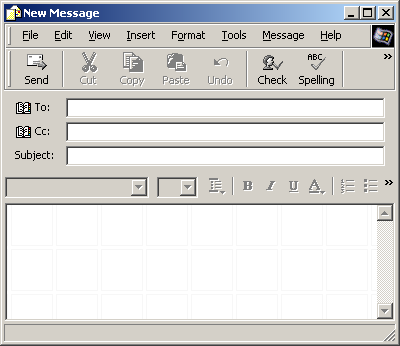 New Message
File Edit View Insert Format Tools Message Help
Send Cut Copy Paste Undo ABC Check Spelling
To:
Cc:
Subject:
B I U A